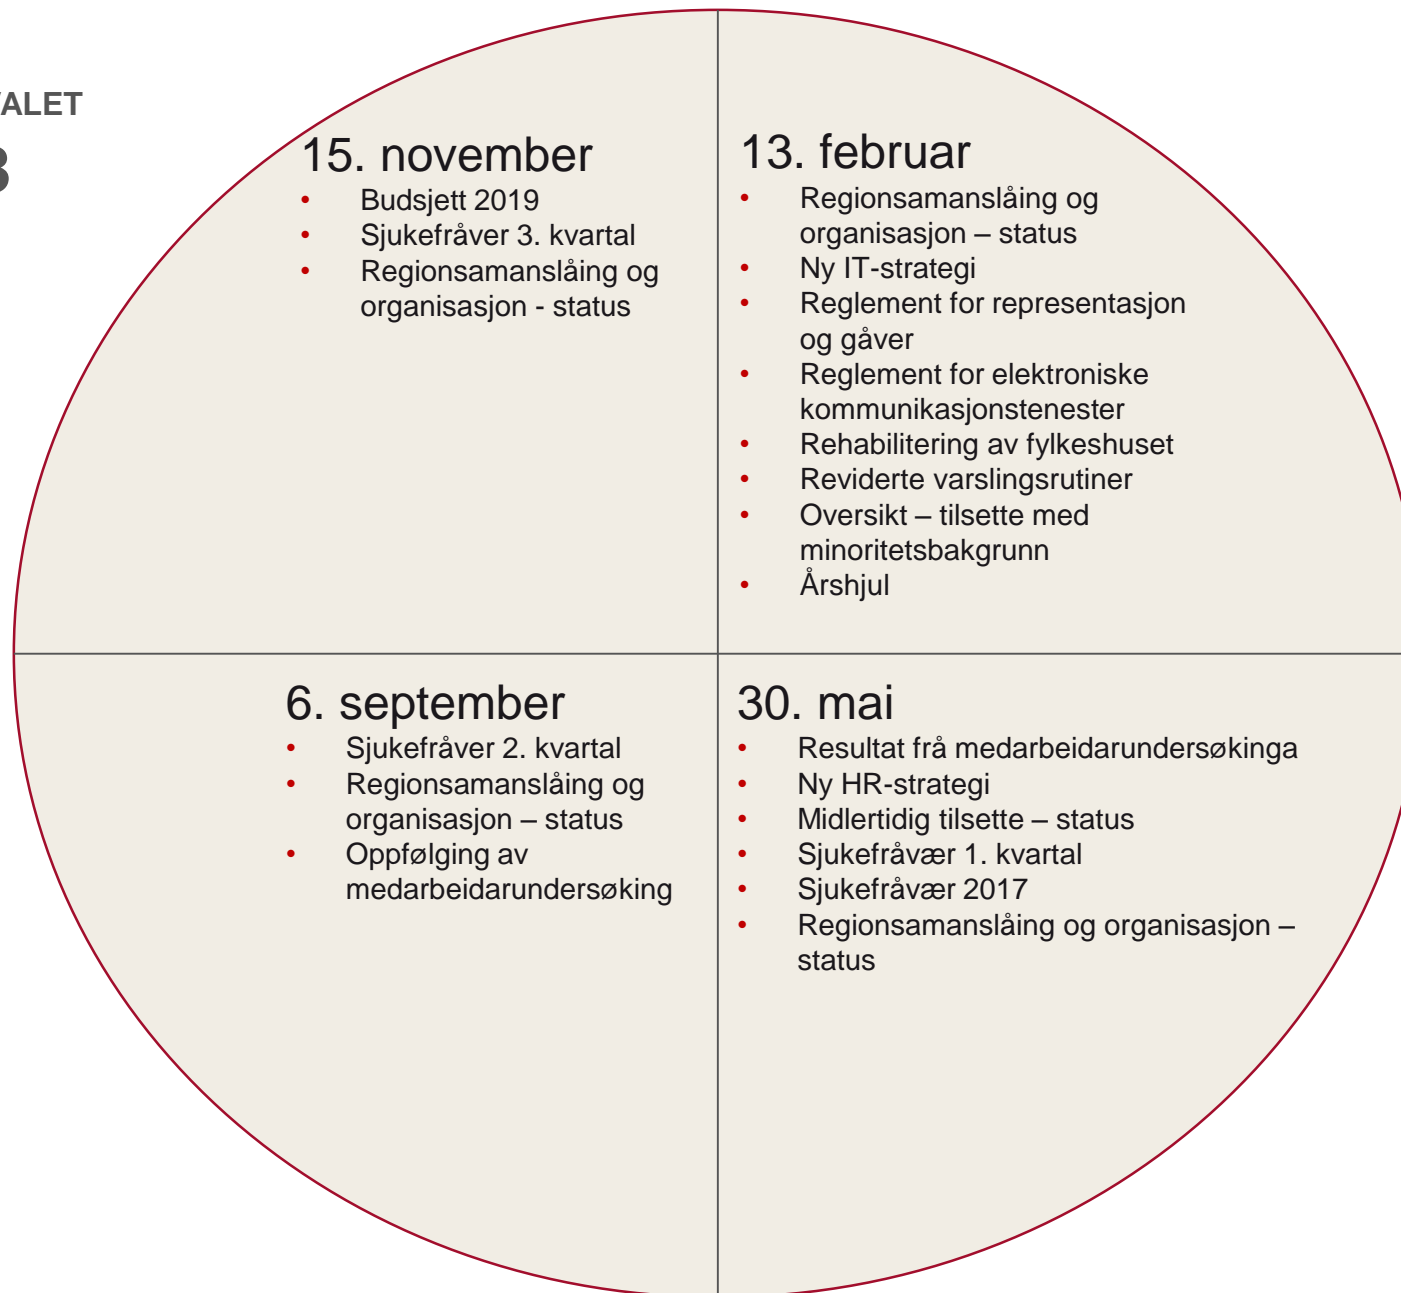 15. november
• Budsjett 2019
• Sjukefråver 3. kvartal
• Regionsamanslåing og
organisasjon - status
13. februar
• Regionsamanslåing og
organisasjon – status
• Ny IT-strategi
• Reglement for representasjon
og gåver
• Reglement for elektroniske
kommunikasjonstenester
• Rehabilitering av fylkeshuset
• Reviderte varslingsrutiner
• Oversikt – tilsette med
minoritetsbakgrunn
• Årshjul
6. september
• Sjukefråver 2. kvartal
• Regionsamanslåing og
organisasjon – status
• Oppfølging av
medarbeidarundersøking
30. mai
• Resultat frå medarbeidarundersøkinga
• Ny HR-strategi
• Midlertidig tilsette – status
• Sjukefråvær 1. kvartal
• Sjukefråvær 2017
• Regionsamanslåing og organisasjon –
status